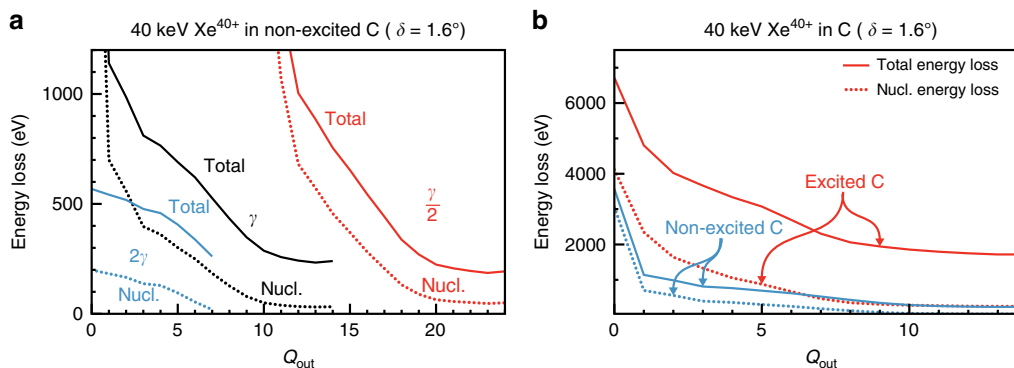 a
40 keV Xe⁴⁰⁺ in non-excited C ( δ = 1.6°)
Energy loss (eV)
1000
500
0
Total
Total
Total
γ
γ/2
2γ
Nucl.
Nucl.
Nucl.
0 5 10 15 20
Q_out
b
40 keV Xe⁴⁰⁺ in C ( δ = 1.6°)
Energy loss (eV)
6000
4000
2000
Total energy loss
Nucl. energy loss
Excited C
Non-excited C
0 5 10
Q_out